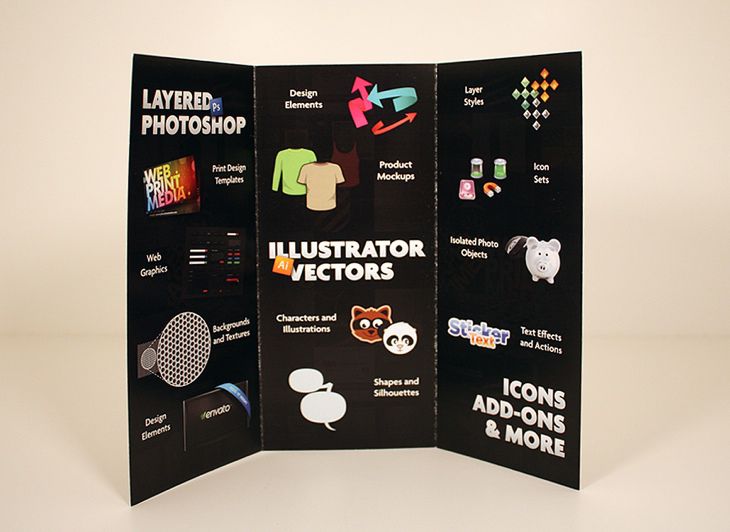 LAYERED
Ps
PHOTOSHOP
WEB
PRINT
MEDIA.
Print Design
Templates
Web
Graphics
Backgrounds
and Textures
Design
Elements
envato
Design
Elements
Product
Mockups
ILLUSTRATOR
Ai
VECTORS
Characters and
Illustrations
Shapes and
Silhouettes
Layer
Styles
Icon
Sets
Isolated Photo
Objects
Sticker
Text
Text Effects
and Actions
ICONS
ADD-ONS
& MORE